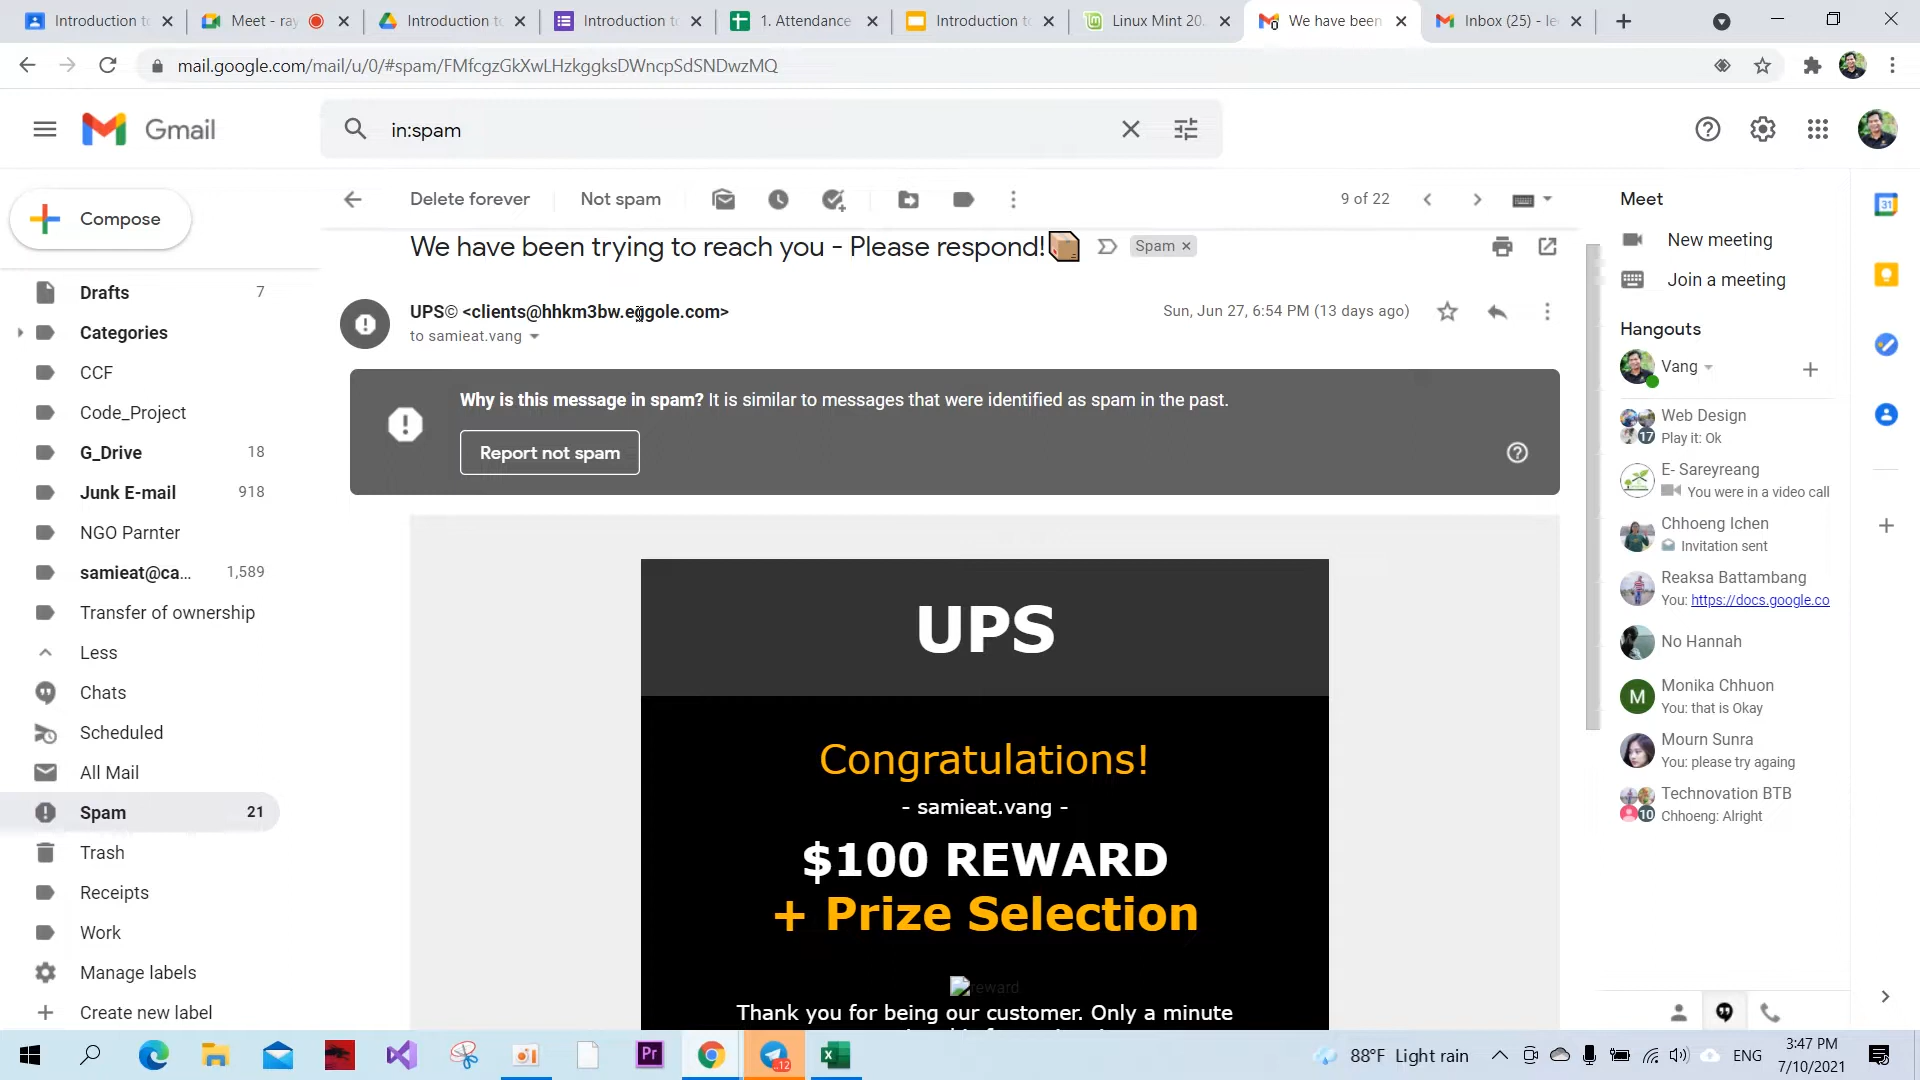 Introduction to
Meet - ray
Introduction to
Introduction to
1. Attendance
Introduction to
Linux Mint 20.
We have been
Inbox (25) - le
mail.google.com/mail/u/0/#spam/FMfcgzGkXwLHzkggksDWncpSdSNDwzMQ
Gmail
in:spam
Compose
Delete forever
Not spam
9 of 22
We have been trying to reach you - Please respond!
Spam ×
UPS© <clients@hhkm3bw.eggole.com>
Sun, Jun 27, 6:54 PM (13 days ago)
to samieat.vang
Why is this message in spam? It is similar to messages that were identified as spam in the past.
Report not spam
UPS
Congratulations!
- samieat.vang -
$100 REWARD
+ Prize Selection
reward
Thank you for being our customer. Only a minute
Drafts 7
Categories
CCF
Code_Project
G_Drive 18
Junk E-mail 918
NGO Parnter
samieat@ca... 1,589
Transfer of ownership
Less
Chats
Scheduled
All Mail
Spam 21
Trash
Receipts
Work
Manage labels
Create new label
Meet
New meeting
Join a meeting
Hangouts
Vang
Web Design
17
Play it: Ok
E- Sareyreang
You were in a video call
Chhoeng Ichen
Invitation sent
Reaksa Battambang
You: https://docs.google.co
No Hannah
M
Monika Chhuon
You: that is Okay
Mourn Sunra
You: please try againg
Technovation BTB
10
Chhoeng: Alright
31
Pr
12
88°F Light rain
ENG
3:47 PM
7/10/2021